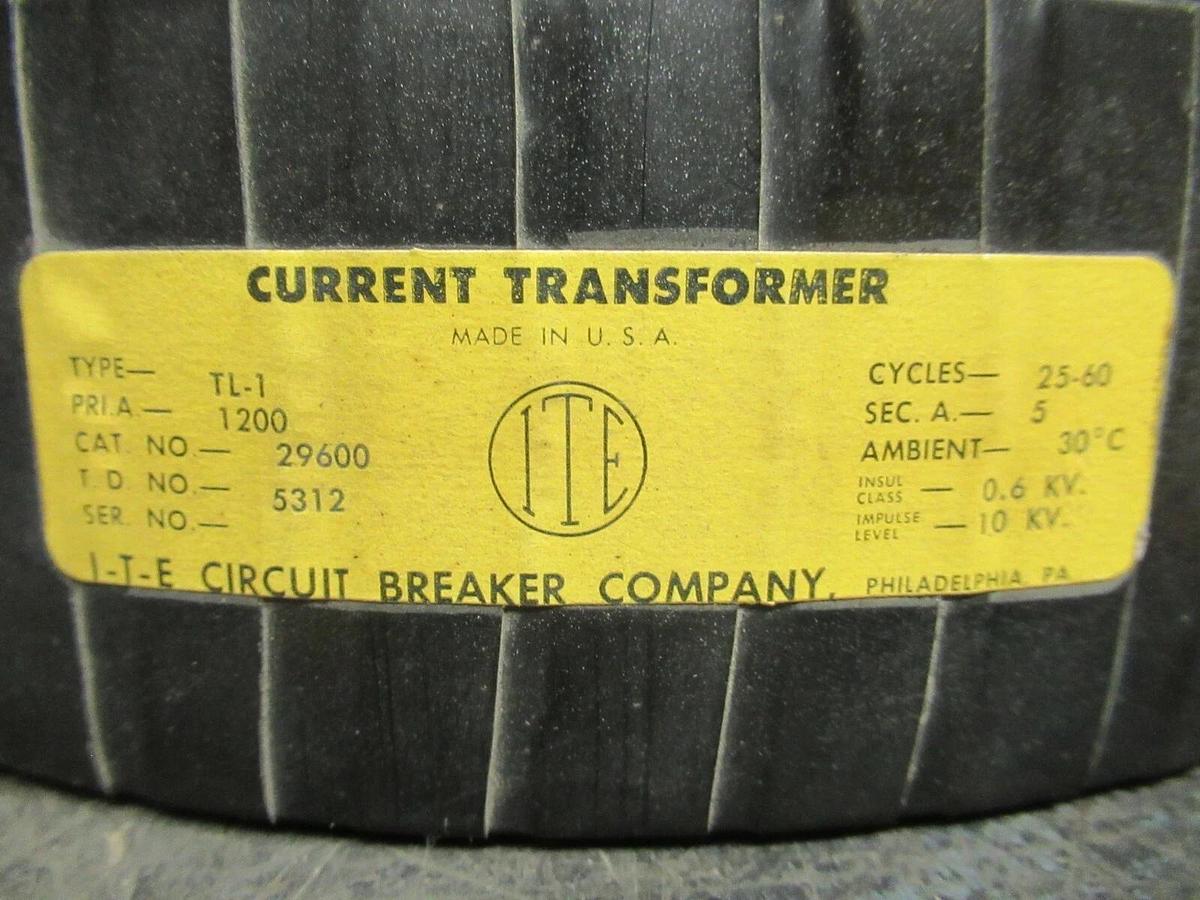 CURRENT TRANSFORMER
MADE IN U. S. A.
TYPE— TL-1
PRI.A.— 1200
CAT. NO.— 29600
T. D. NO.— 5312
SER. NO.—
ITE
CYCLES— 25-60
SEC. A.— 5
AMBIENT— 30°C
INSUL CLASS — 0.6 KV.
IMPULSE LEVEL — 10 KV.
I-T-E CIRCUIT BREAKER COMPANY, PHILADELPHIA, PA.